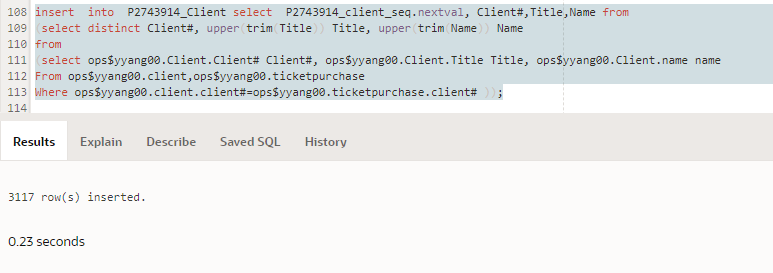 108 insert  into  P2743914_Client select  P2743914_client_seq.nextval, Client#,Title,Name from
109 (select distinct Client#, upper(trim(Title)) Title, upper(trim(Name)) Name
110 from
111 (select ops$yyang00.Client.Client# Client#, ops$yyang00.Client.Title Title, ops$yyang00.Client.name name
112 From ops$yyang00.client,ops$yyang00.ticketpurchase
113 Where ops$yyang00.client.client#=ops$yyang00.ticketpurchase.client# ));
114
Results Explain Describe Saved SQL History
3117 row(s) inserted.
0.23 seconds